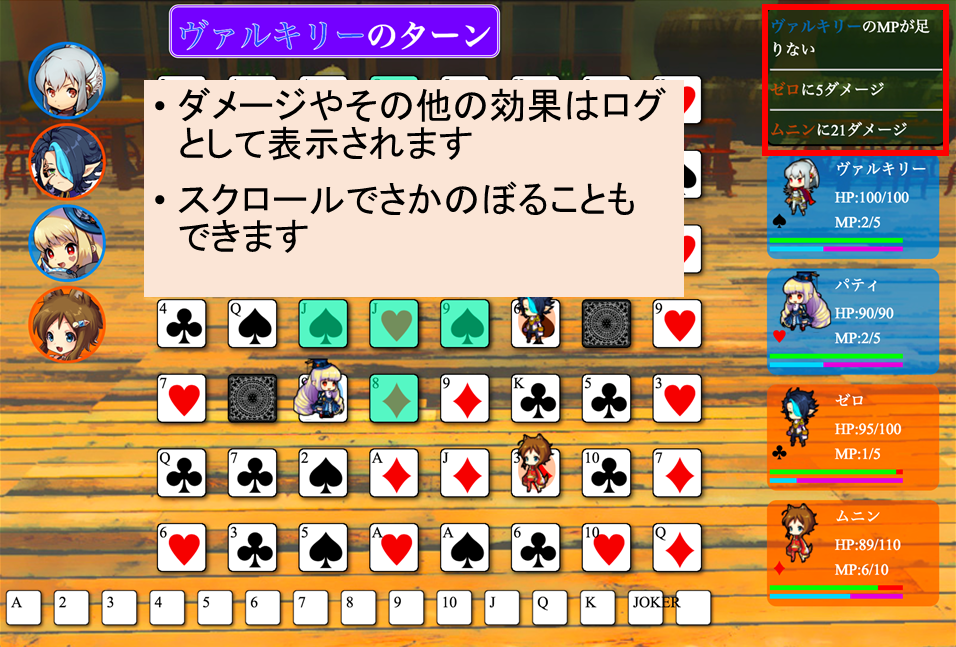 ヴァルキリーのターン
ヴァルキリーのMPが足
りない
ゼロに5ダメージ
ムニンに21ダメージ
• ダメージやその他の効果はログ
として表示されます
• スクロールでさかのぼることも
できます
ヴァルキリー
HP:100/100
MP:2/5
パティ
HP:90/90
MP:2/5
ゼロ
HP:95/100
MP:1/5
ムニン
HP:89/110
MP:6/10
4 Q J J 9 6 9
7 8 9 K 5 3
Q 7 2 A J 3 10 7
6 3 5 A A 6 10 Q
A 2 3 4 5 6 7 8 9 10 J Q K JOKER